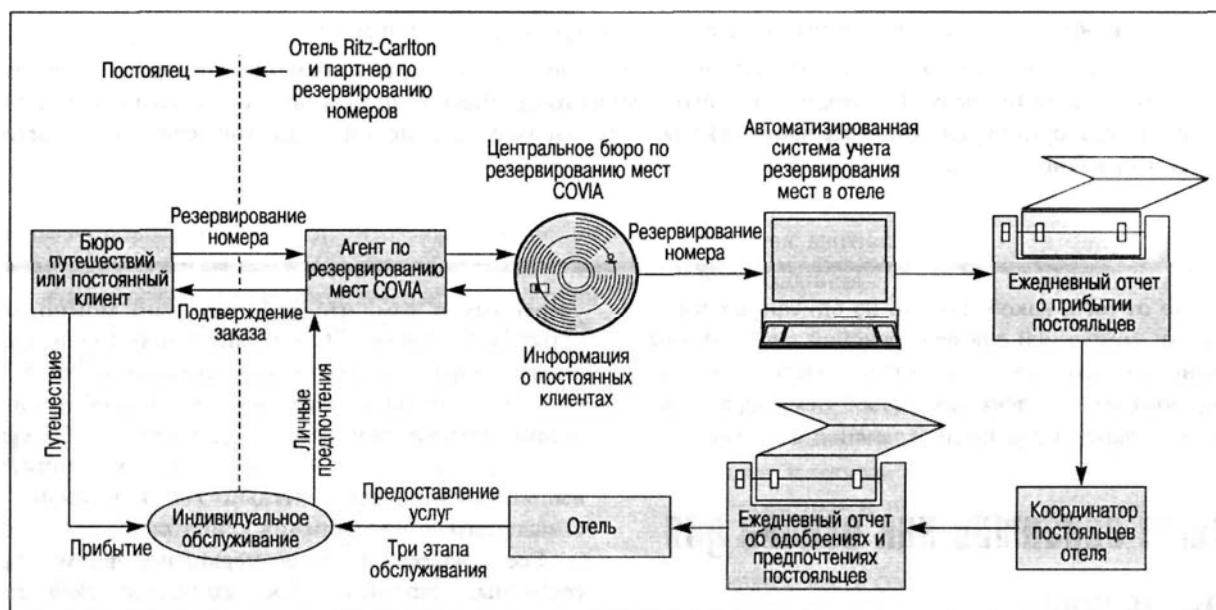 Постоялец
Отель Ritz-Carlton
и партнер по
резервированию
номеров
Центральное бюро по
резервированию мест
COVIA
Автоматизированная
система учета
резервирования
мест в отеле
Бюро
путешествий
или постоянный
клиент
Резервирование
номера
Подтверждение
заказа
Агент по
резервированию
мест COVIA
Резервирование
номера
Информация
о постоянных
клиентах
Ежедневный отчет
о прибытии
постояльцев
Путешествие
Личные
предпочтения
Прибытие
Индивидуальное
обслуживание
Предоставление
услуг
Три этапа
обслуживания
Отель
Ежедневный отчет
об одобрениях и
предпочтениях
постояльцев
Координатор
постояльцев
отеля